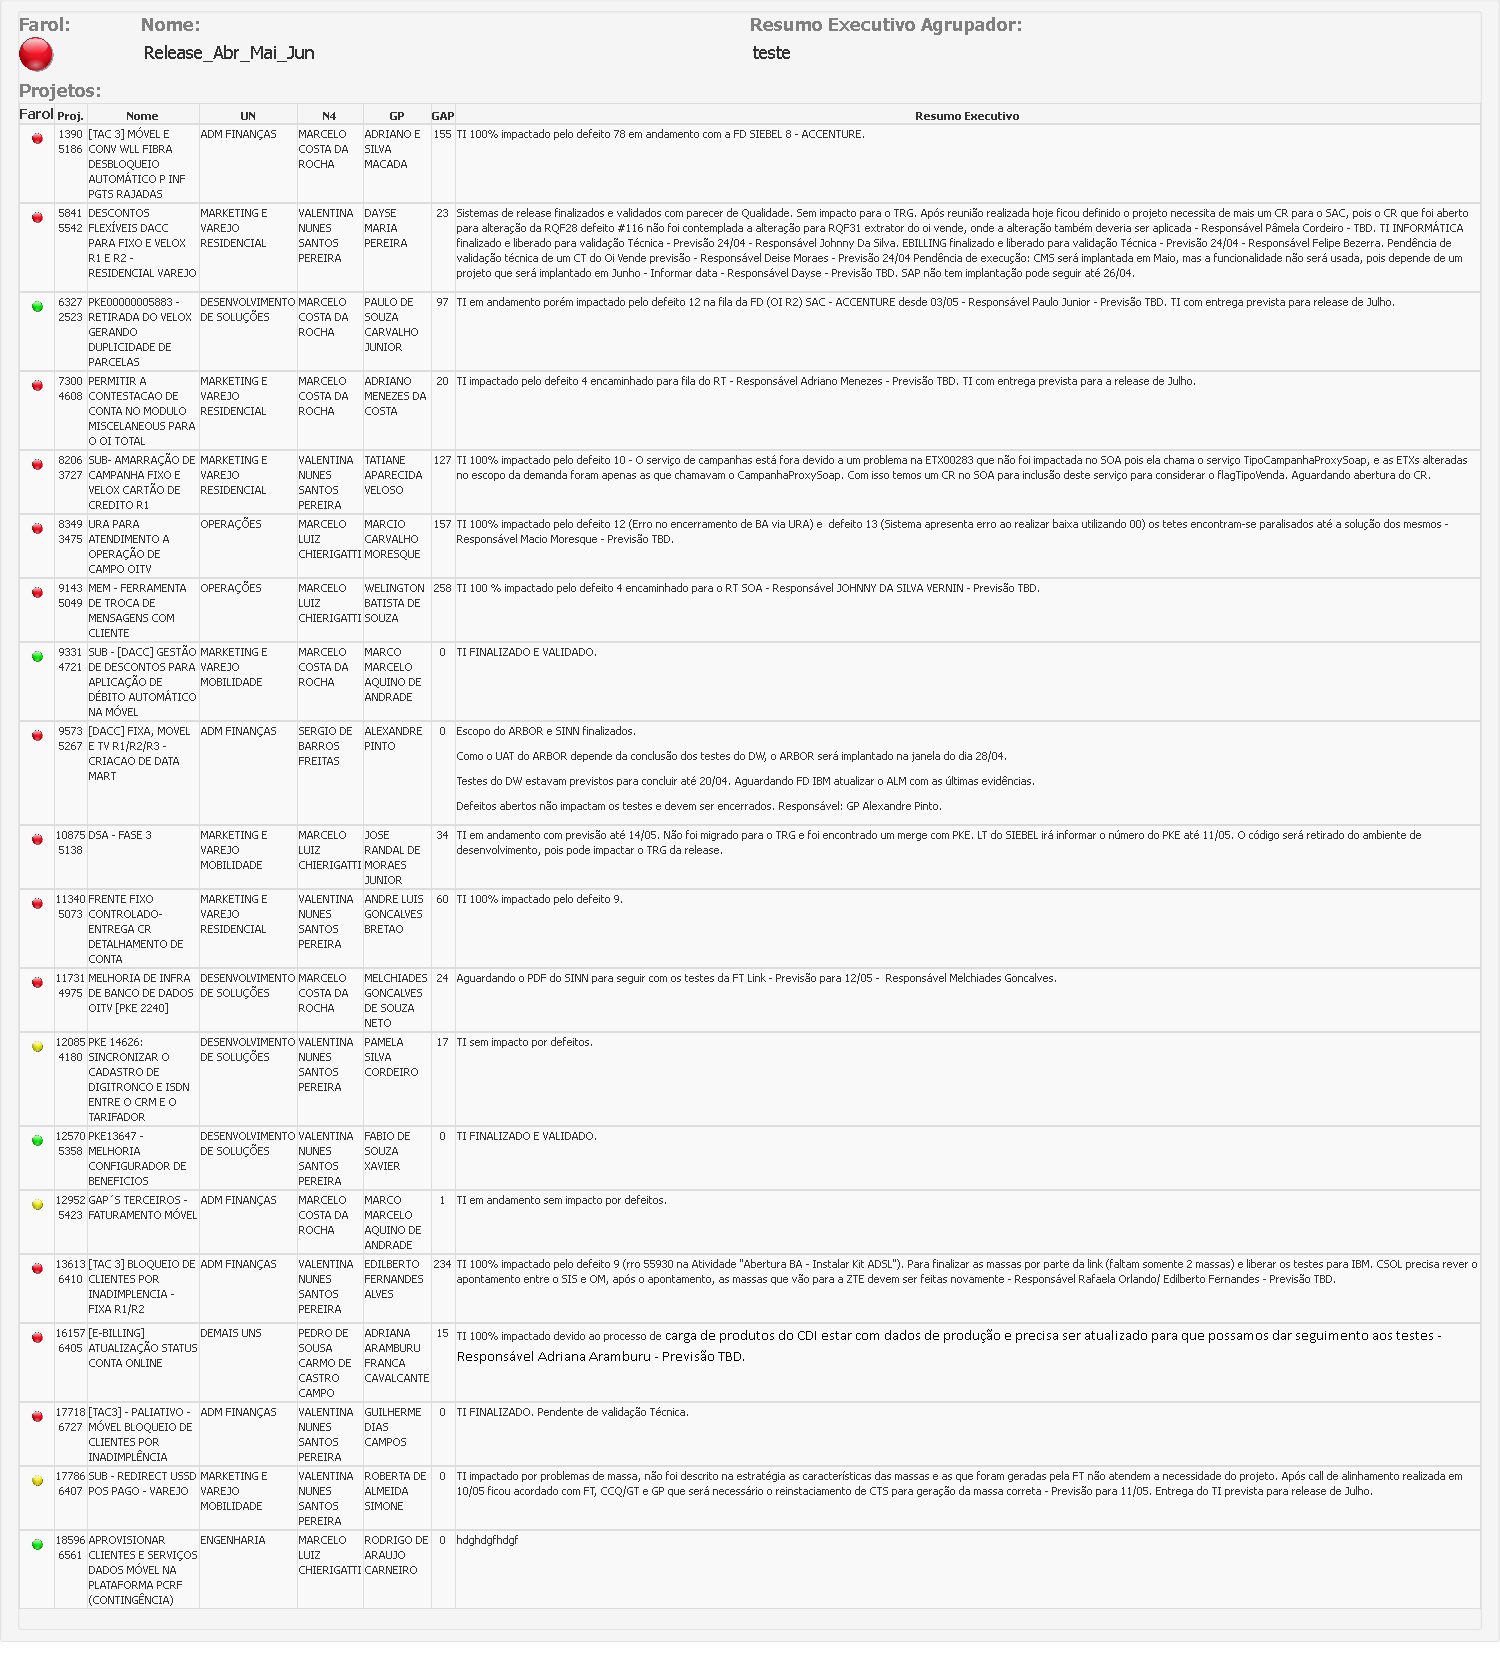 Farol: Nome: Resumo Executivo Agrupador:
Release_Abr_Mai_Jun teste
Projetos:
Farol Proj. Nome UN N4 GP GAP Resumo Executivo
1390 [TAC 3] MÓVEL E ADM FINANÇAS MARCELO ADRIANO E 155 TI 100% impactado pelo defeito 78 em andamento com a FD SIEBEL 8 - ACCENTURE.
5186 CONV WLL FIBRA COSTA DA SILVA
DESBLOQUEIO ROCHA MACADA
AUTOMÁTICO P INF
PGTS RAJADAS
5841 DESCONTOS MARKETING E VALENTINA DAYSE 23 Sistemas de release finalizados e validados com parecer de Qualidade. Sem impacto para o TRG. Após reunião realizada hoje ficou definido o projeto necessita de mais um CR para o SAC, pois o CR que foi aberto
5542 FLEXÍVEIS DACC VAREJO NUNES MARIA para alteração da RQF28 defeito #116 não foi contemplada a alteração para RQF31 extrator do oi vende, onde a alteração também deveria ser aplicada - Responsável Pâmela Cordeiro - TBD. TI INFORMÁTICA
PARA FIXO E VELOX RESIDENCIAL SANTOS PEREIRA finalizado e liberado para validação Técnica - Previsão 24/04 - Responsável Johnny Da Silva. EBILLING finalizado e liberado para validação Técnica - Previsão 24/04 - Responsável Felipe Bezerra. Pendência de
R1 E R2 - PEREIRA validação técnica de um CT do Oi Vende previsão - Responsável Deise Moraes - Previsão 24/04 Pendência de execução: CMS será implantada em Maio, mas a funcionalidade não será usada, pois depende de um
RESIDENCIAL VAREJO projeto que será implantado em Junho - Informar data - Responsável Dayse - Previsão TBD. SAP não tem implantação pode seguir até 26/04.
6327 PKE00000005883 - DESENVOLVIMENTO MARCELO PAULO DE 97 TI em andamento porém impactado pelo defeito 12 na fila da FD (OI R2) SAC - ACCENTURE desde 03/05 - Responsável Paulo Junior - Previsão TBD. TI com entrega prevista para release de Julho.
2523 RETIRADA DO VELOX DE SOLUÇÕES COSTA DA SOUZA
GERANDO ROCHA CARVALHO
DUPLICIDADE DE JUNIOR
PARCELAS
7300 PERMITIR A MARKETING E MARCELO ADRIANO 20 TI impactado pelo defeito 4 encaminhado para fila do RT - Responsável Adriano Menezes - Previsão TBD. TI com entrega prevista para a release de Julho.
4608 CONTESTACAO DE VAREJO COSTA DA MENEZES DA
CONTA NO MODULO RESIDENCIAL ROCHA COSTA
MISCELANEOUS PARA
O OI TOTAL
8206 SUB- AMARRAÇÃO DE MARKETING E VALENTINA TATIANE 127 TI 100% impactado pelo defeito 10 - O serviço de campanhas está fora devido a um problema na ETX00283 que não foi impactada no SOA pois ela chama o serviço TipoCampanhaProxySoap, e as ETXs alteradas
3727 CAMPANHA FIXO E VAREJO NUNES APARECIDA no escopo da demanda foram apenas as que chamavam o CampanhaProxySoap. Com isso temos um CR no SOA para inclusão deste serviço para considerar o flagTipoVenda. Aguardando abertura do CR.
VELOX CARTÃO DE RESIDENCIAL SANTOS VELOSO
CREDITO R1 PEREIRA
8349 URA PARA OPERAÇÕES MARCELO MARCIO 157 TI 100% impactado pelo defeito 12 (Erro no encerramento de BA via URA) e  defeito 13 (Sistema apresenta erro ao realizar baixa utilizando 00) os tetes encontram-se paralisados até a solução dos mesmos -
3475 ATENDIMENTO A LUIZ CARVALHO Responsável Macio Moresque - Previsão TBD.
OPERAÇÃO DE CHIERIGATTI MORESQUE
CAMPO OITV
9143 MEM - FERRAMENTA OPERAÇÕES MARCELO WELINGTON 258 TI 100 % impactado pelo defeito 4 encaminhado para o RT SOA - Responsável JOHNNY DA SILVA VERNIN - Previsão TBD.
5049 DE TROCA DE LUIZ BATISTA DE
MENSAGENS COM CHIERIGATTI SOUZA
CLIENTE
9331 SUB - [DACC] GESTÃO MARKETING E MARCELO MARCO 0 TI FINALIZADO E VALIDADO.
4721 DE DESCONTOS PARA VAREJO COSTA DA MARCELO
APLICAÇÃO DE MOBILIDADE ROCHA AQUINO DE
DÉBITO AUTOMÁTICO ANDRADE
NA MÓVEL
9573 [DACC] FIXA, MOVEL ADM FINANÇAS SERGIO DE ALEXANDRE 0 Escopo do ARBOR e SINN finalizados.
5267 E TV R1/R2/R3 - BARROS PINTO
CRIACAO DE DATA FREITAS Como o UAT do ARBOR depende da conclusão dos testes do DW, o ARBOR será implantado na janela do dia 28/04.
MART Testes do DW estavam previstos para concluir até 20/04. Aguardando FD IBM atualizar o ALM com as últimas evidências.
Defeitos abertos não impactam os testes e devem ser encerrados. Responsável: GP Alexandre Pinto.
10875 DSA - FASE 3 MARKETING E MARCELO JOSE 34 TI em andamento com previsão até 14/05. Não foi migrado para o TRG e foi encontrado um merge com PKE. LT do SIEBEL irá informar o número do PKE até 11/05. O código será retirado do ambiente de
5138 VAREJO LUIZ RANDAL DE desenvolvimento, pois pode impactar o TRG da release.
MOBILIDADE CHIERIGATTI MORAES
JUNIOR
11340 FRENTE FIXO MARKETING E VALENTINA ANDRE LUIS 60 TI 100% impactado pelo defeito 9.
5073 CONTROLADO- VAREJO NUNES GONCALVES
ENTREGA CR RESIDENCIAL SANTOS BRETAO
DETALHAMENTO DE PEREIRA
CONTA
11731 MELHORIA DE INFRA DESENVOLVIMENTO MARCELO MELCHIADES 24 Aguardando o PDF do SINN para seguir com os testes da FT Link - Previsão para 12/05 -  Responsável Melchiades Goncalves.
4975 DE BANCO DE DADOS DE SOLUÇÕES COSTA DA GONCALVES
OITV [PKE 2240] ROCHA DE SOUZA
NETO
12085 PKE 14626: DESENVOLVIMENTO VALENTINA PAMELA 17 TI sem impacto por defeitos.
4180 SINCRONIZAR O DE SOLUÇÕES NUNES SILVA
CADASTRO DE SANTOS CORDEIRO
DIGITRONCO E ISDN PEREIRA
ENTRE O CRM E O
TARIFADOR
12570 PKE13647 - DESENVOLVIMENTO VALENTINA FABIO DE 0 TI FINALIZADO E VALIDADO.
5358 MELHORIA DE SOLUÇÕES NUNES SOUZA
CONFIGURADOR DE SANTOS XAVIER
BENEFICIOS PEREIRA
12952 GAP´S TERCEIROS - ADM FINANÇAS MARCELO MARCO 1 TI em andamento sem impacto por defeitos.
5423 FATURAMENTO MÓVEL COSTA DA MARCELO
ROCHA AQUINO DE
ANDRADE
13613 [TAC 3] BLOQUEIO DE ADM FINANÇAS VALENTINA EDILBERTO 234 TI 100% impactado pelo defeito 9 (rro 55930 na Atividade "Abertura BA - Instalar Kit ADSL"). Para finalizar as massas por parte da link (faltam somente 2 massas) e liberar os testes para IBM. CSOL precisa rever o
6410 CLIENTES POR NUNES FERNANDES apontamento entre o SIS e OM, após o apontamento, as massas que vão para a ZTE devem ser feitas novamente - Responsável Rafaela Orlando/ Edilberto Fernandes - Previsão TBD.
INADIMPLENCIA - SANTOS ALVES
FIXA R1/R2 PEREIRA
16157 [E-BILLING] DEMAIS UNS PEDRO DE ADRIANA 15 TI 100% impactado devido ao processo de carga de produtos do CDI estar com dados de produção e precisa ser atualizado para que possamos dar seguimento aos testes -
6405 ATUALIZAÇÃO STATUS SOUSA ARAMBURU Responsável Adriana Aramburu - Previsão TBD.
CONTA ONLINE CARMO DE FRANCA
CASTRO CAVALCANTE
CAMPO
17718 [TAC3] - PALIATIVO - ADM FINANÇAS VALENTINA GUILHERME 0 TI FINALIZADO. Pendente de validação Técnica.
6727 MÓVEL BLOQUEIO DE NUNES DIAS
CLIENTES POR SANTOS CAMPOS
INADIMPLÊNCIA PEREIRA
17786 SUB - REDIRECT USSD MARKETING E VALENTINA ROBERTA DE 0 TI impactado por problemas de massa, não foi descrito na estratégia as características das massas e as que foram geradas pela FT não atendem a necessidade do projeto. Após call de alinhamento realizada em
6407 POS PAGO - VAREJO VAREJO NUNES ALMEIDA 10/05 ficou acordado com FT, CCQ/GT e GP que será necessário o reinstaciamento de CTS para geração da massa correta - Previsão para 11/05. Entrega do TI prevista para release de Julho.
MOBILIDADE SANTOS SIMONE
PEREIRA
18596 APROVISIONAR ENGENHARIA MARCELO RODRIGO DE 0 hdghdgfhdgf
6561 CLIENTES E SERVIÇOS LUIZ ARAUJO
DADOS MÓVEL NA CHIERIGATTI CARNEIRO
PLATAFORMA PCRF
(CONTINGÊNCIA)